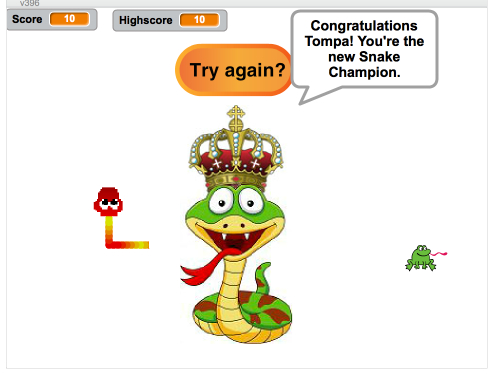 v396
Score 10
Highscore 10
Congratulations
Tompa! You're the
new Snake
Champion.
Try again?